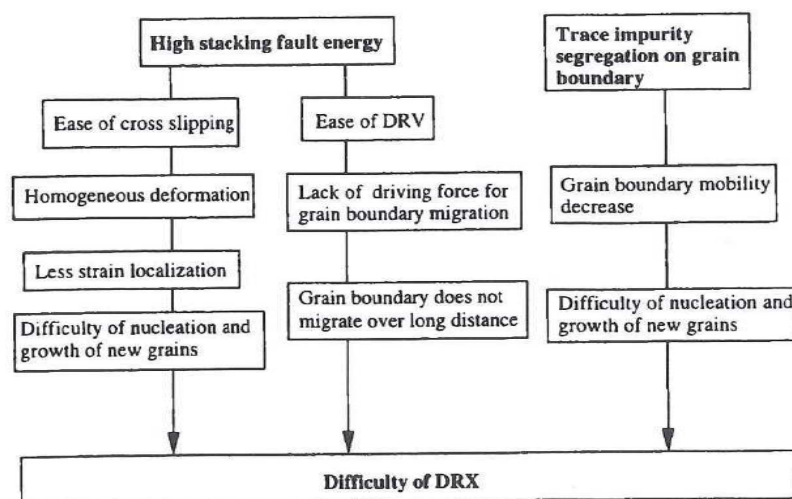 High stacking fault energy
Trace impurity
segregation on grain
boundary
Ease of cross slipping
Ease of DRV
Homogeneous deformation
Lack of driving force for
grain boundary migration
Grain boundary mobility
decrease
Less strain localization
Grain boundary does not
migrate over long distance
Difficulty of nucleation and
growth of new grains
Difficulty of nucleation and
growth of new grains
Difficulty of DRX